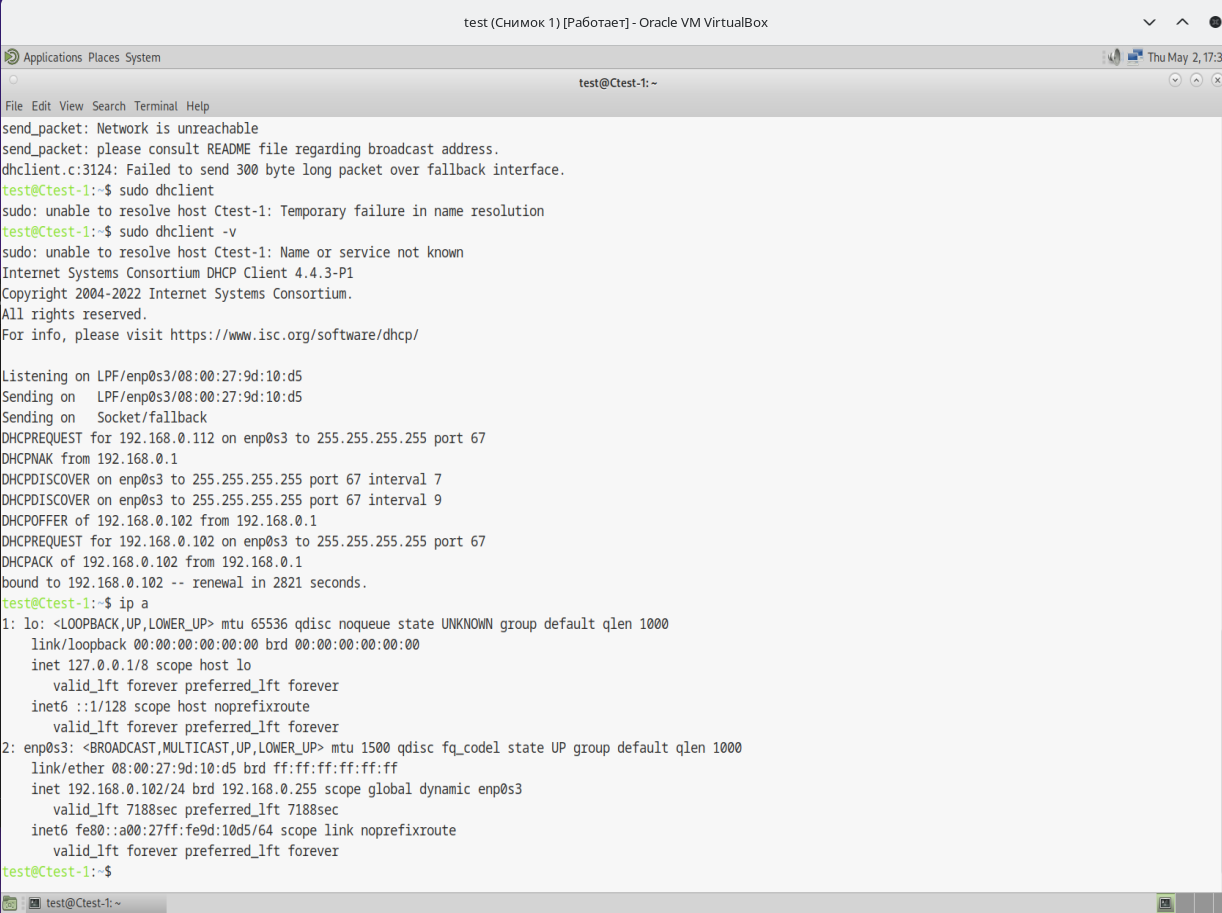 test (Снимок 1) [Работает] - Oracle VM VirtualBox
Applications Places System
Thu May 2, 17:3
test@Ctest-1: ~
File Edit View Search Terminal Help
send_packet: Network is unreachable
send_packet: please consult README file regarding broadcast address.
dhclient.c:3124: Failed to send 300 byte long packet over fallback interface.
test@Ctest-1:~$ sudo dhclient
sudo: unable to resolve host Ctest-1: Temporary failure in name resolution
test@Ctest-1:~$ sudo dhclient -v
sudo: unable to resolve host Ctest-1: Name or service not known
Internet Systems Consortium DHCP Client 4.4.3-P1
Copyright 2004-2022 Internet Systems Consortium.
All rights reserved.
For info, please visit https://www.isc.org/software/dhcp/
Listening on LPF/enp0s3/08:00:27:9d:10:d5
Sending on   LPF/enp0s3/08:00:27:9d:10:d5
Sending on   Socket/fallback
DHCPREQUEST for 192.168.0.112 on enp0s3 to 255.255.255.255 port 67
DHCPNAK from 192.168.0.1
DHCPDISCOVER on enp0s3 to 255.255.255.255 port 67 interval 7
DHCPDISCOVER on enp0s3 to 255.255.255.255 port 67 interval 9
DHCPOFFER of 192.168.0.102 from 192.168.0.1
DHCPREQUEST for 192.168.0.102 on enp0s3 to 255.255.255.255 port 67
DHCPACK of 192.168.0.102 from 192.168.0.1
bound to 192.168.0.102 -- renewal in 2821 seconds.
test@Ctest-1:~$ ip a
1: lo: <LOOPBACK,UP,LOWER_UP> mtu 65536 qdisc noqueue state UNKNOWN group default qlen 1000
    link/loopback 00:00:00:00:00:00 brd 00:00:00:00:00:00
    inet 127.0.0.1/8 scope host lo
       valid_lft forever preferred_lft forever
    inet6 ::1/128 scope host noprefixroute
       valid_lft forever preferred_lft forever
2: enp0s3: <BROADCAST,MULTICAST,UP,LOWER_UP> mtu 1500 qdisc fq_codel state UP group default qlen 1000
    link/ether 08:00:27:9d:10:d5 brd ff:ff:ff:ff:ff:ff
    inet 192.168.0.102/24 brd 192.168.0.255 scope global dynamic enp0s3
       valid_lft 7188sec preferred_lft 7188sec
    inet6 fe80::a00:27ff:fe9d:10d5/64 scope link noprefixroute
       valid_lft forever preferred_lft forever
test@Ctest-1:~$
test@Ctest-1: ~